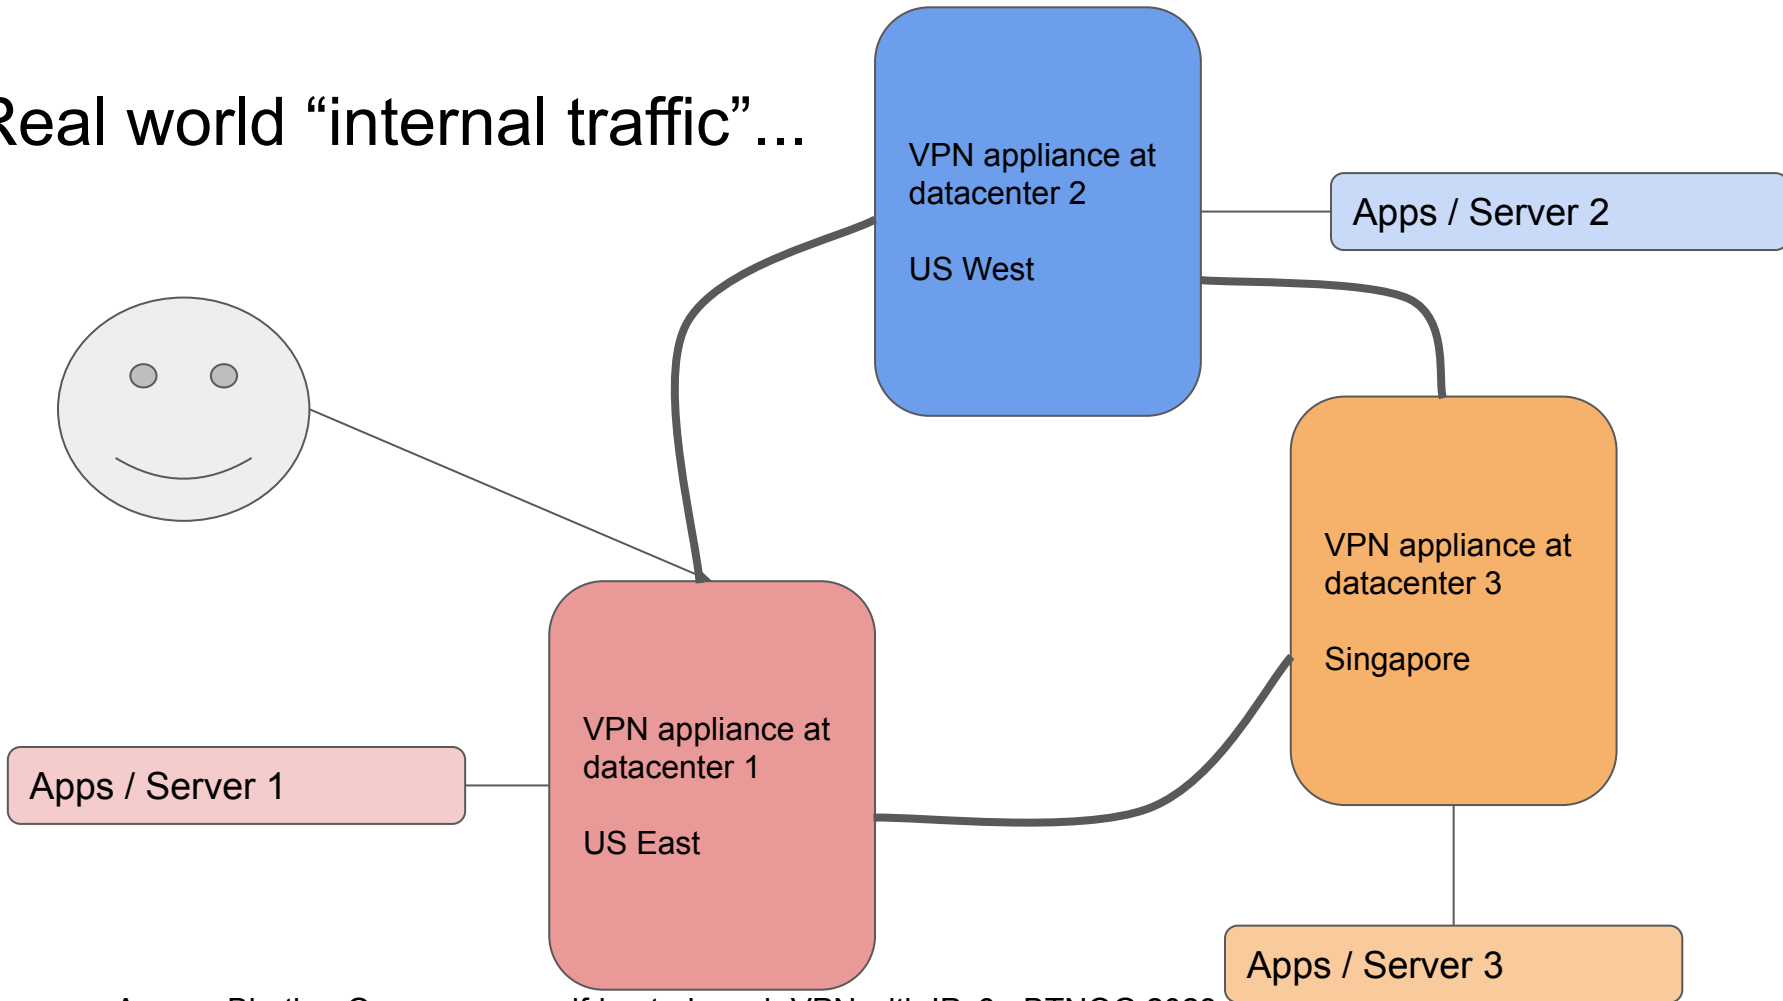 Real world “internal traffic”...
VPN appliance at
datacenter 2
US West
Apps / Server 2
VPN appliance at
datacenter 3
Singapore
VPN appliance at
datacenter 1
US East
Apps / Server 1
Apps / Server 3